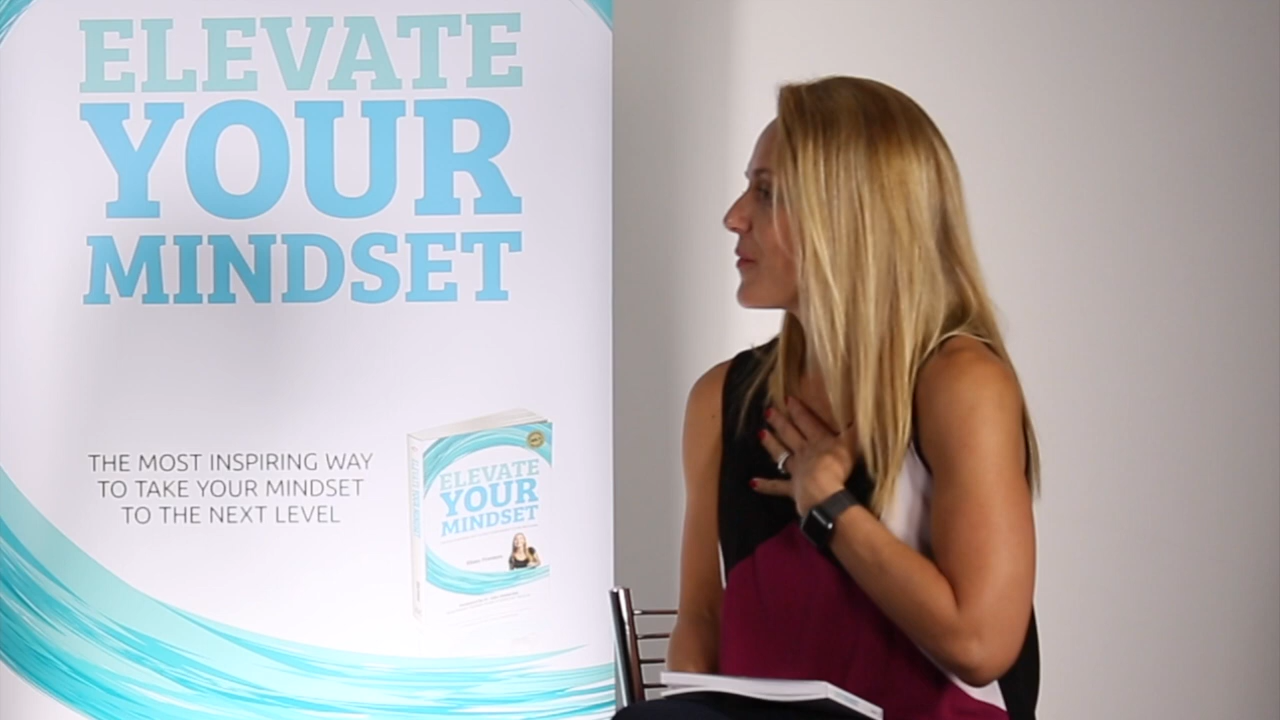 ELEVATE
YOUR
MINDSET
THE MOST INSPIRING WAY
TO TAKE YOUR MINDSET
TO THE NEXT LEVEL
ELEVATE
YOUR
MINDSET